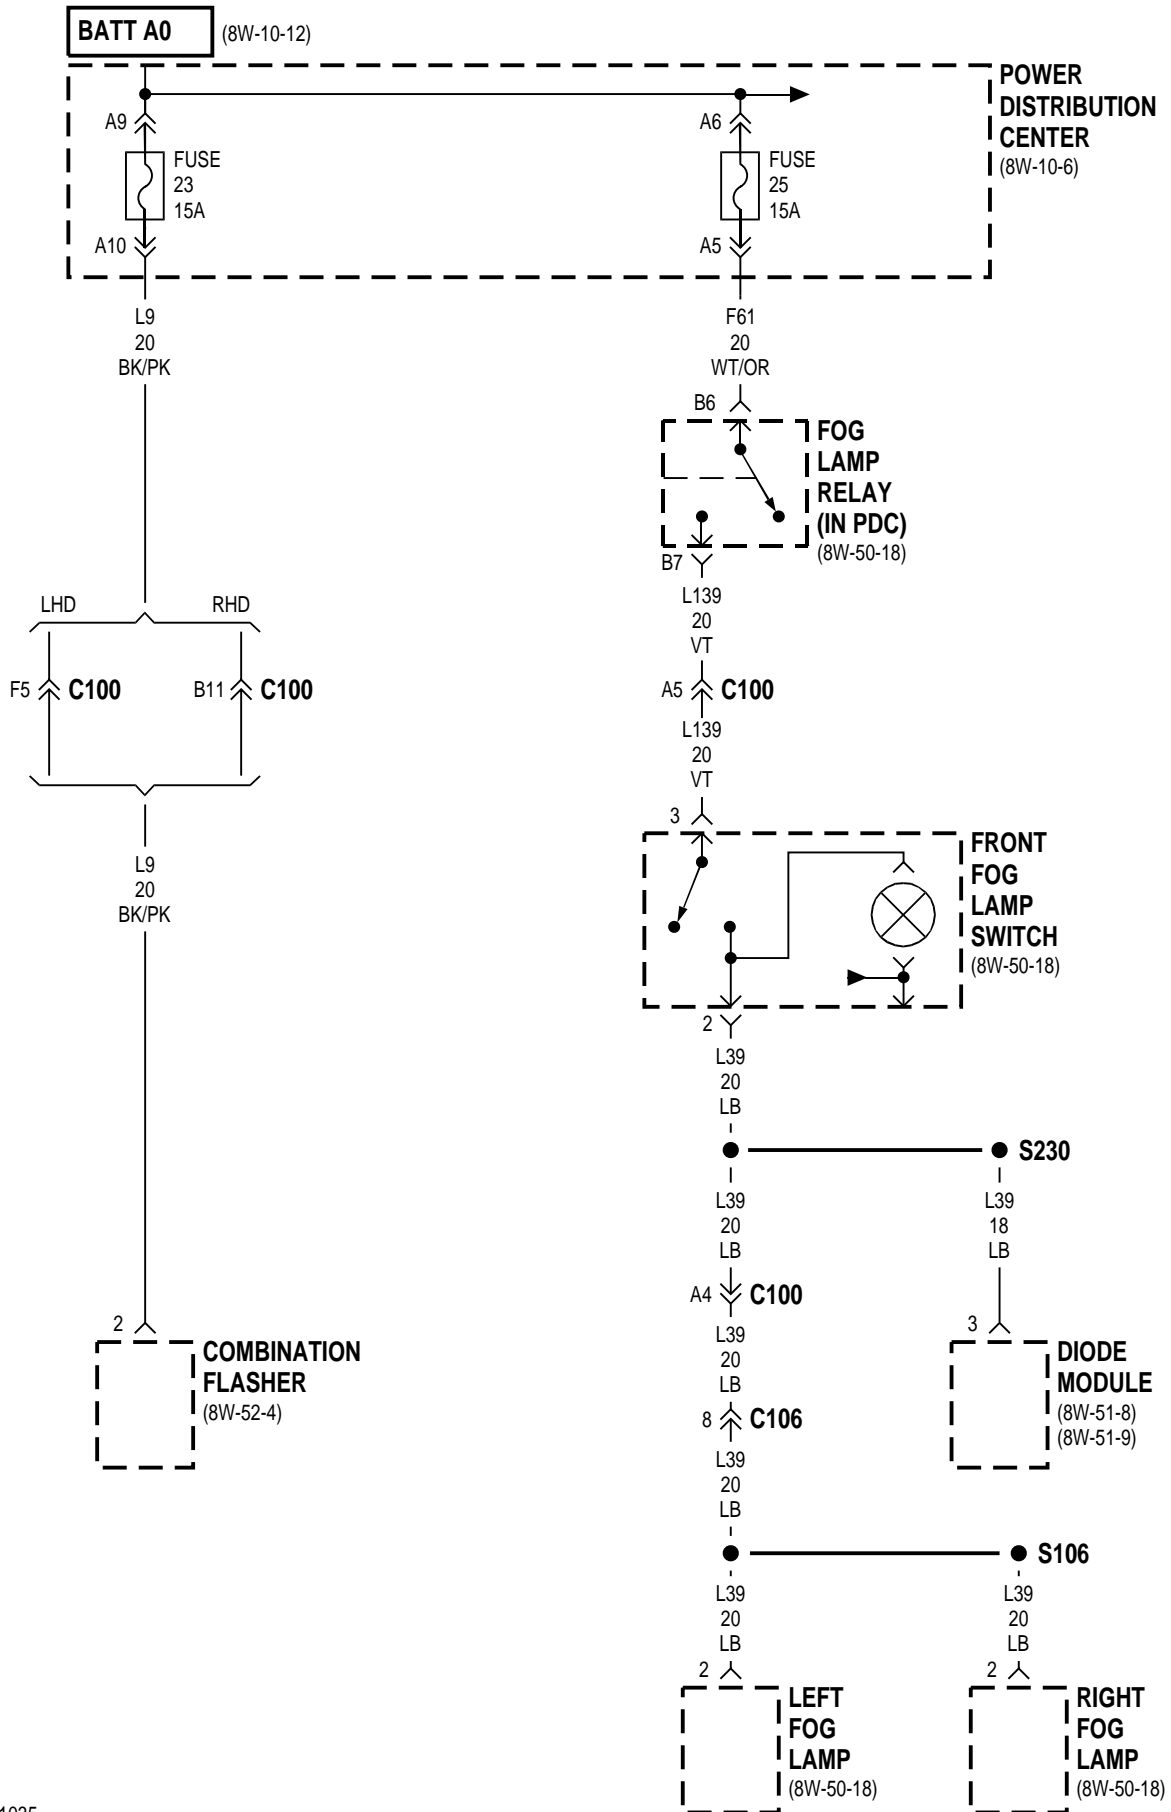 BATT A0 (8W-10-12)
POWER
DISTRIBUTION
CENTER
(8W-10-6)
A9
FUSE
23
15A
A10
A6
FUSE
25
15A
A5
L9
20
BK/PK
F61
20
WT/OR
B6
FOG
LAMP
RELAY
(IN PDC)
(8W-50-18)
B7
L139
20
VT
LHD RHD
F5 C100 B11 C100
A5 C100
L139
20
VT
3
FRONT
FOG
LAMP
SWITCH
(8W-50-18)
L9
20
BK/PK
2
L39
20
LB
S230
L39
20
LB
L39
18
LB
A4 C100
L39
20
LB
2
COMBINATION
FLASHER
(8W-52-4)
3
DIODE
MODULE
(8W-51-8)
(8W-51-9)
8 C106
L39
20
LB
S106
L39
20
LB
L39
20
LB
2
LEFT
FOG
LAMP
(8W-50-18)
2
RIGHT
FOG
LAMP
(8W-50-18)